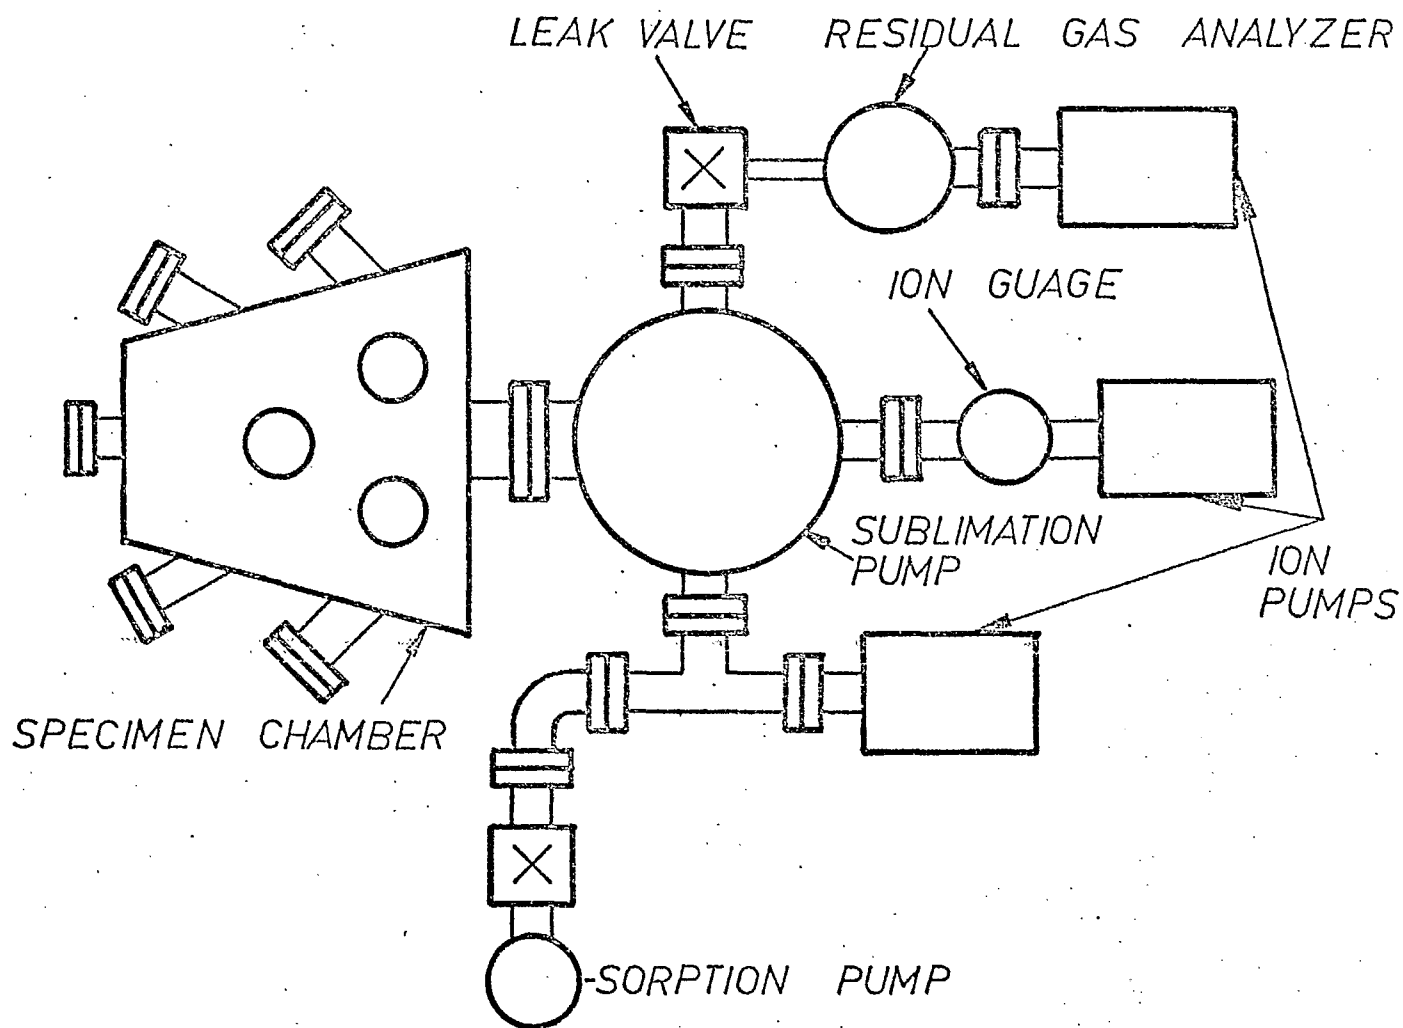 LEAK VALVE
RESIDUAL GAS ANALYZER
ION GUAGE
SUBLIMATION
PUMP
ION
PUMPS
SPECIMEN CHAMBER
SORPTION PUMP